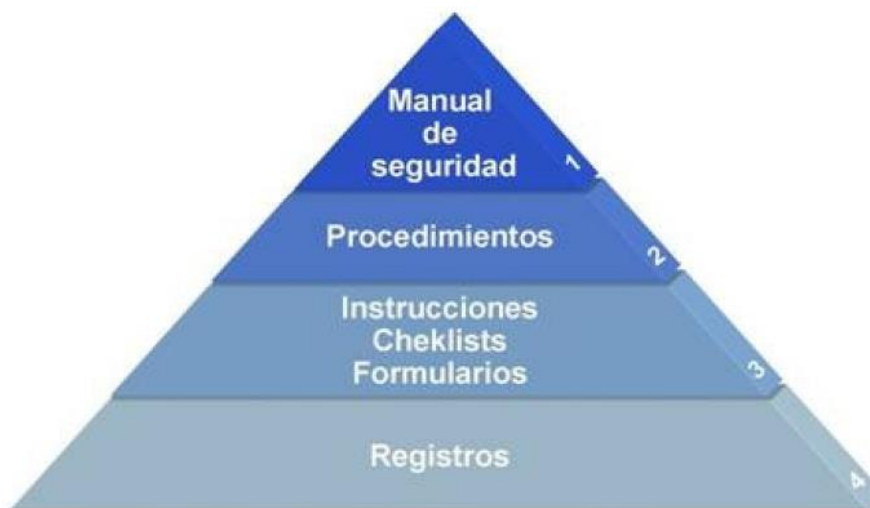 Manual
de
seguridad
1
Procedimientos
2
Instrucciones
Cheklists
Formularios
3
Registros
4